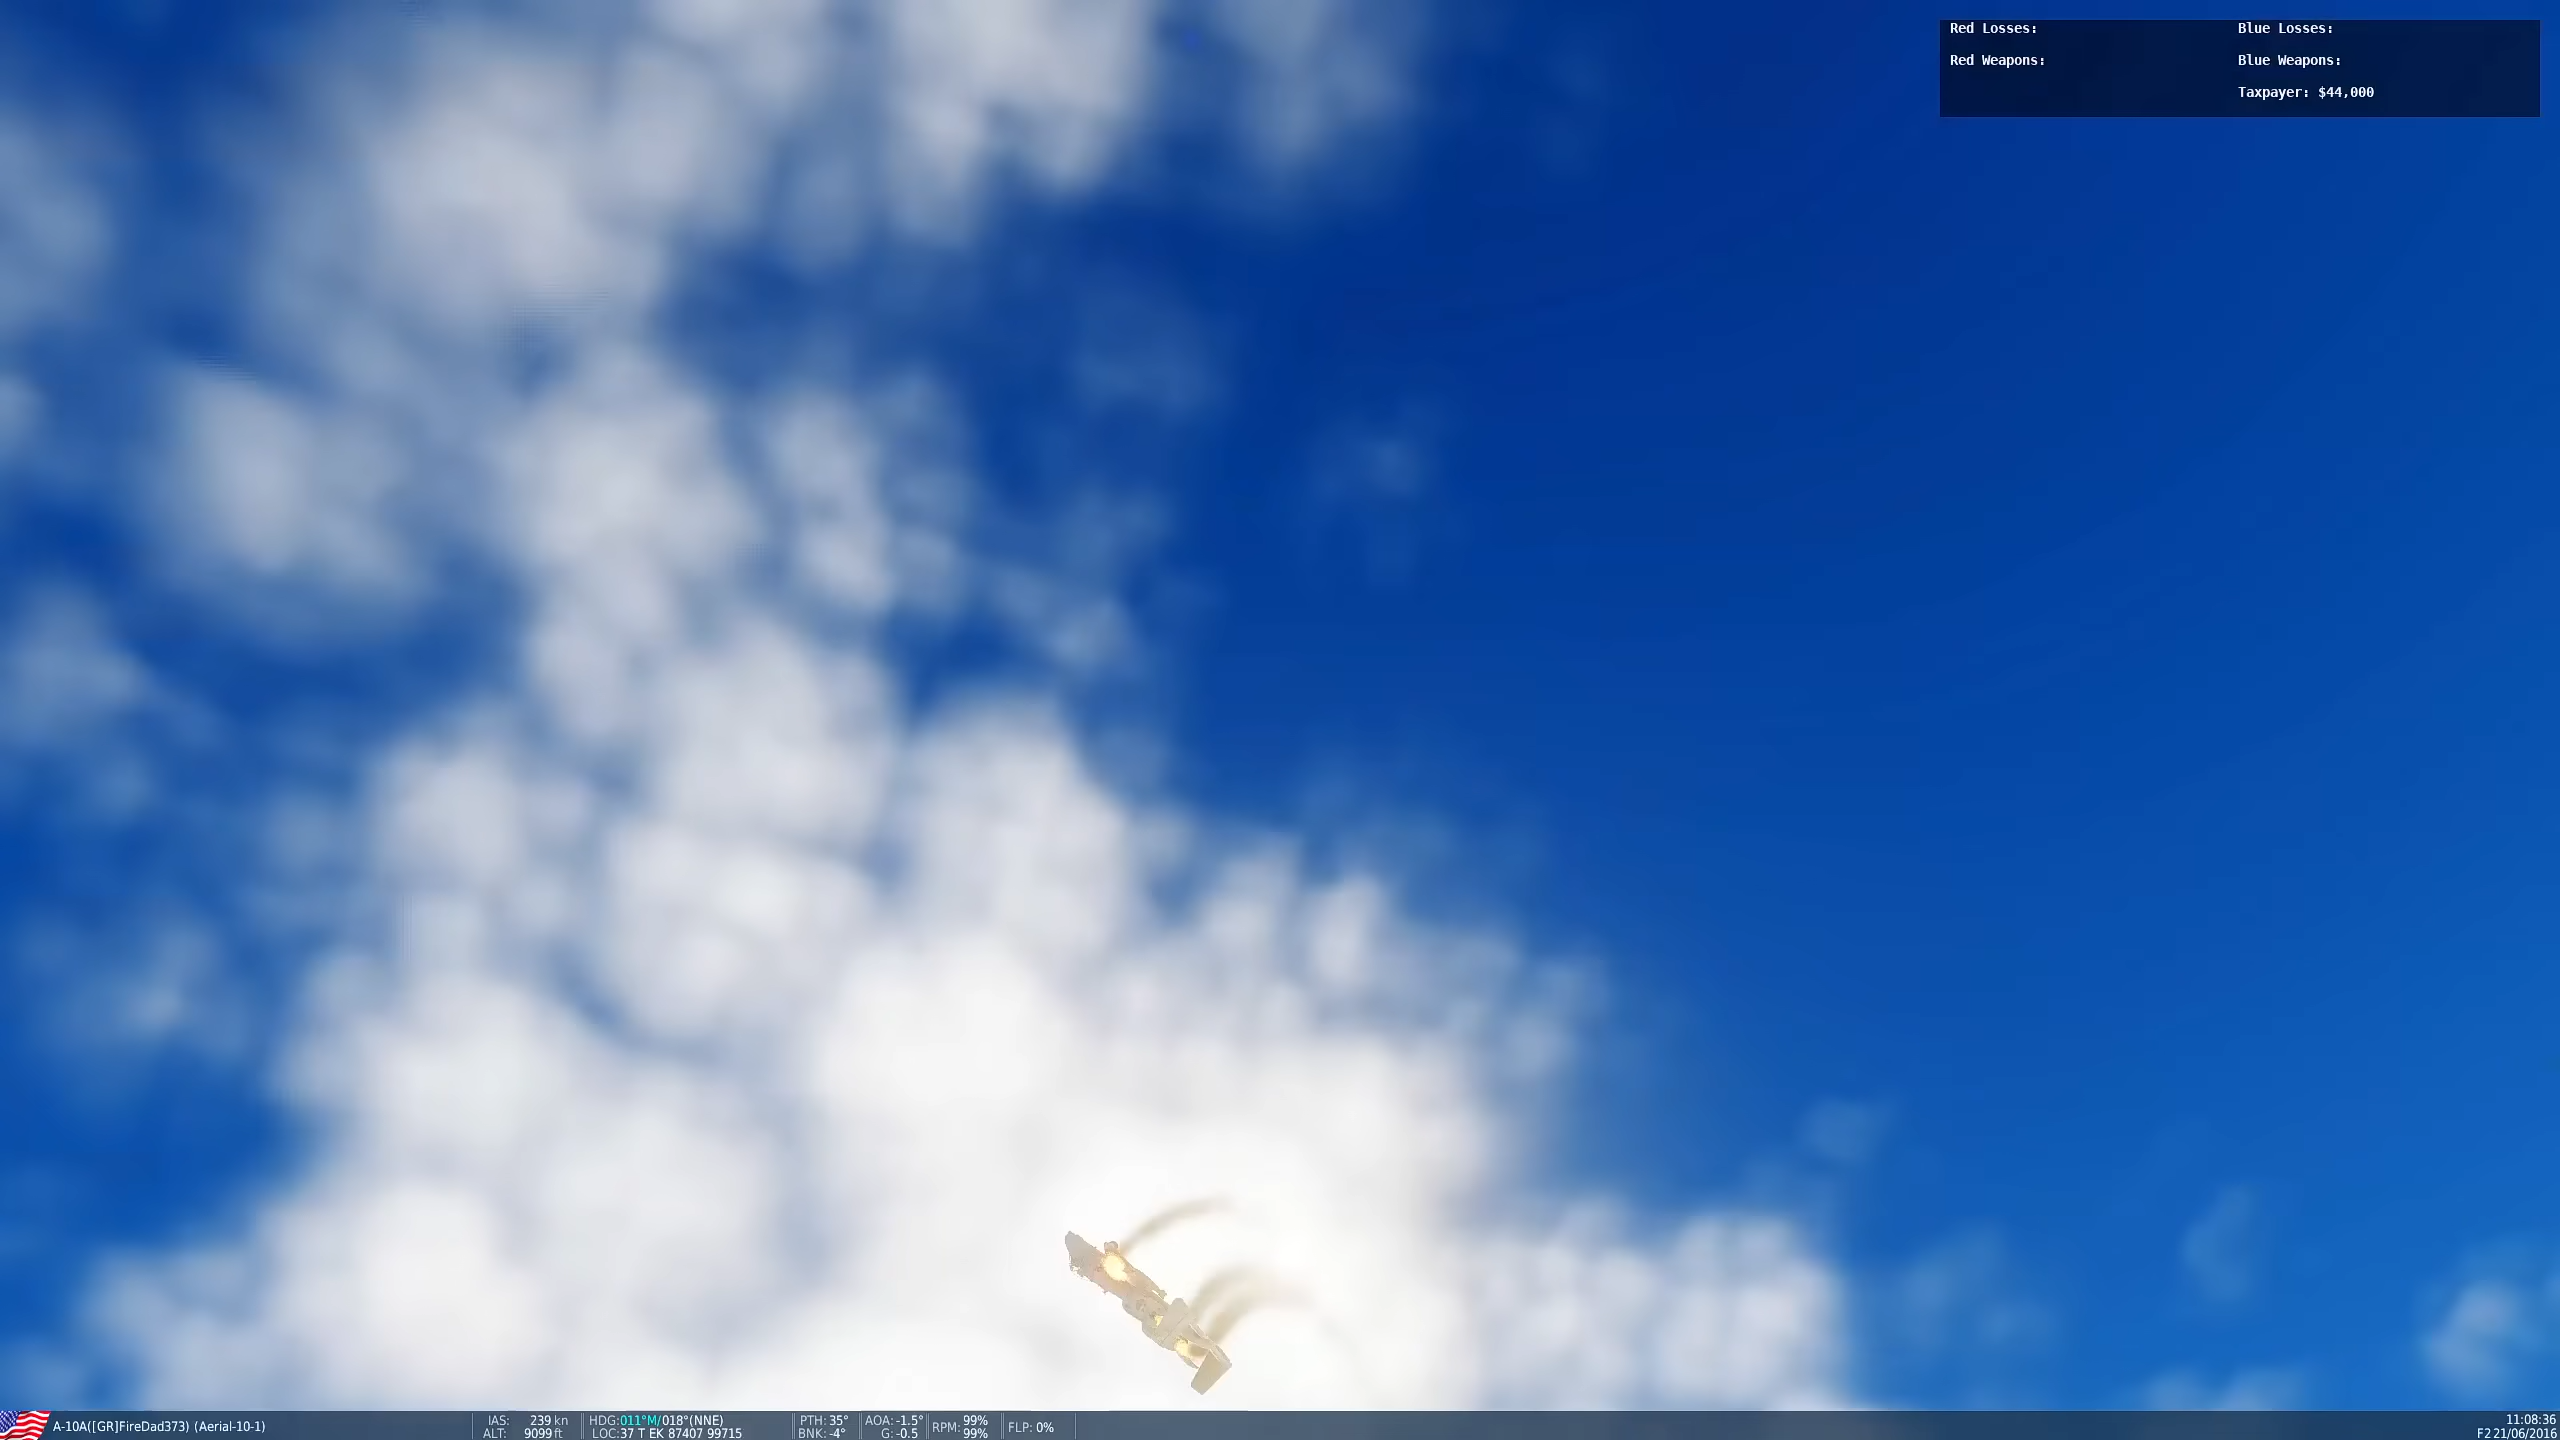 Red Losses: Blue Losses:
Red Weapons: Blue Weapons:
Taxpayer: $44,000
A-10A([GR]FireDad373) (Aerial-10-1)
IAS: 239 kn
ALT: 9099 ft
HDG:011°M/018°(NNE)
LOC:37 T EK 87407 99715
PTH: 35°
BNK: -4°
AOA: -1.5°
G: -0.5
RPM: 99%
99%
FLP: 0%
11:08:36
F2 21/06/2016